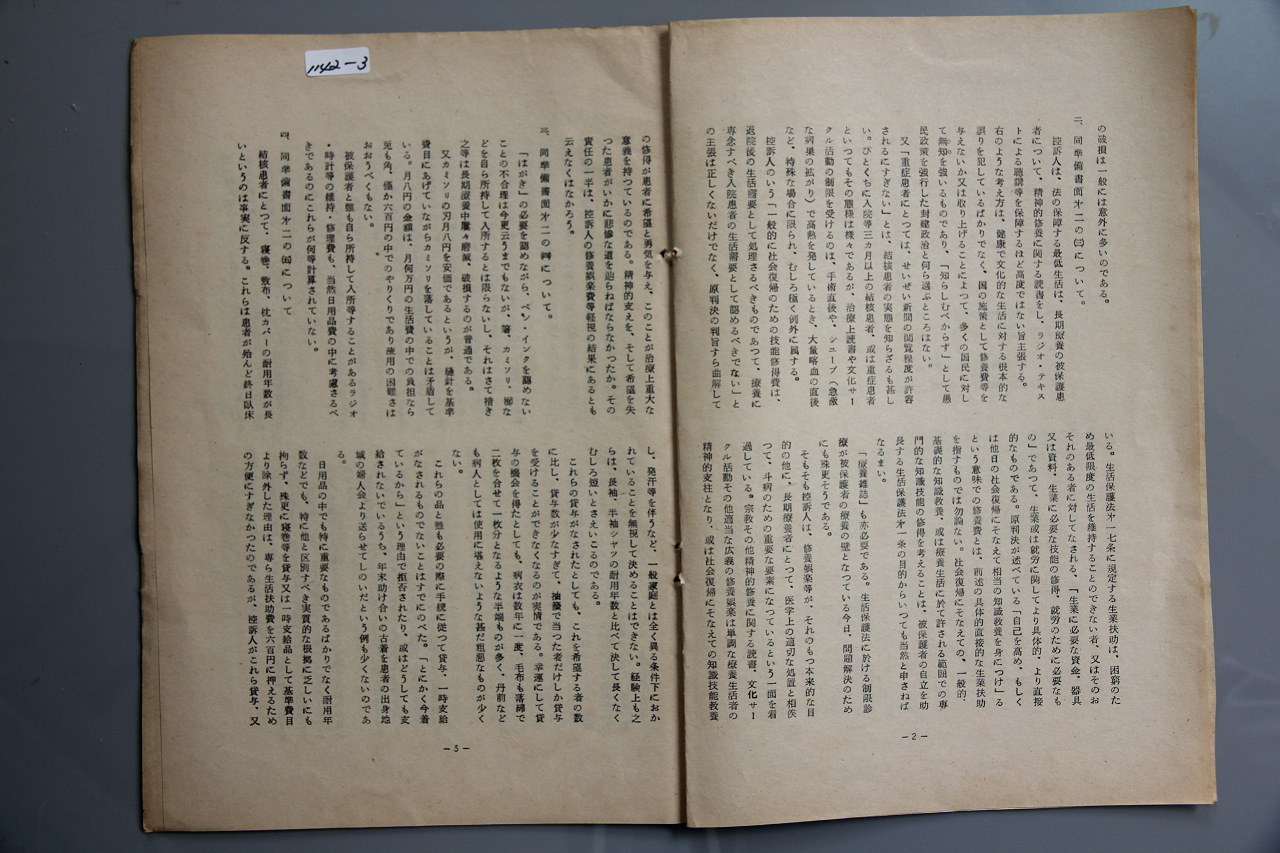 1142-3
の破損は一般には意外に多いのである。
二、同準備書面オ二の㈢について。
控訴人は、法の保障する最低生活は、長期療養の被保護患
者について、精神的修養に関する読書し、ラジオ・テキス
トによる聴講等を保障するほど高度ではない旨主張する。
右のような考え方は、健康で文化的な生活に対する根本的な
誤りを犯しているばかりでなく、国の施策として修養費等を
与えないか又は取り上げることによつて、多くの国民に対し
て無知を強いるものであり、「知らしむべからず」として愚
民政策を強行した封建政治と何ら選ぶところはない。
又「重症患者にとつては、せいぜい新聞の閲覧程度が許容
されるにすぎない」とは、結核患者の実態を知らざるも甚し
い。ひとくちに入院等三カ月以上の結核患者、或は重症患者
といつてもその態様は様々であるが、治療上読書や文化サー
クル活動の制限を受けるのは、手術直後や、シューブ（急激
な病巣の拡がり）で高熱を発しているとき、大量喀血の直後
など、特殊な場合に限られ、むしろ極く例外に属する。
控訴人のいう「一般的に社会復帰のための技能修得費は、
退院後の生活需要として処理さるべきものであつて、療養に
専念すべき入院患者の生活需要として認めるべきでない」と
の主張は正しくないだけでなく、原判決の判旨すら曲解して
いる。生活保護法オ一七条に規定する生業扶助は、困窮のた
め最低限度の生活を維持することのできない者、又はそのお
それのある者に対してなされる、「生業に必要な資金、器具
又は資料、生業に必要な技能の修得、就労のために必要なも
の」であつて、生業或は就労に関してより具体的、より直接
的なものである。原判決が述べている「自己を高め、もしく
は他日の社会復帰にそなえて相当の知識教養を身につけ」る
という意味での修養費とは、前述の具体的直接的な生業扶助
を指すものでは勿論ない。社会復帰にそなえての、一般的、
基礎的な知識教養、或は療養生活に於て許される範囲での専
門的な知識技能の修得を考えることは、被保護者の自立を助
長する生活保護法オ一条の目的からいつても当然と申さねば
なるまい。
「療養雑誌」も亦必要である。生活保護法に於ける制限診
療が被保護者の療養の壁となつている今日、問題解決のため
にも殊更そうである。
そもそも控訴人は、修養娯楽等が、それのもつ本来的な目
的の他に、長期療養者にとつて、医学上の適切な処置と相俟
つて、斗病のための重要な要素になつているという一面を看
過している。宗教その他精神的修養に関する読書、文化サー
クル活動その他適当な広義の修養娯楽は単調な療養生活者の
精神的支柱となり、或は社会復帰にそなえての知識技能教養
－2－
の修得が患者に希望と勇気を与え、このことが治療上重大な
意義を持つているのである。精神的支えを、そして希望を失
つた患者がいかに悲惨な道を辿らねばならなかつたか。その
責任の一半は、控訴人の修養娯楽費等軽視の結果にあるとも
云えなくはなかろう。
三、同準備書面オ二の㈣について。
「はがき」の必要を認めながら、ペン・インクを認めない
ことの不合理は今更云うまでもないが、箸、カミソリ、櫛な
どを自ら所持して入所するとは限らないし、それはさて措き
之等は長期療養中屢々磨滅、破損するのが普通である。
又カミソリの刃月八円を安価であるというが、縫針を基準
費目にあげていながらカミソリを落していることは矛盾して
いる。月八円の金額は、月何万円の生活費の中での負担なら
兎も角、僅か六百円の中でのやりくりであり流用の困難さは
おおうべくもない。
被保護者と雖も自ら所持して入所等することがあるラジオ
・時計等の維持・修理費も、当然日用品費の中に考慮さるべ
きであるのにこれらが何等計算されていない。
四、同準備書面オ二の㈤について
結核患者にとつて、寝巻、敷布、枕カバーの耐用年数が長
いというのは事実に反する。これらは患者が殆んど終日臥床
し、発汗等を伴うなど、一般家庭とは全く異る条件下におか
れていることを無視して決めることはできない。経験上も之
らは、長袖、半袖シャツの耐用年数と比べて決して長くなく
むしろ短いとさえいこるのである。
これらの貸与がなされたとしても、これを希望する者の数
に比し、貸与数が少なすぎて、抽籤で当つた者だけしか貸与
を受けることができなくなるのが実情である。幸運にして貸
与の機会を得たとしても、病衣は数年に一度、毛布も落綿で
二枚を合せて一枚分となるような半端ものが多く、丹前など
も病人としては使用に堪えないような甚だ粗悪なものが少く
ない。
これらの品と雖も必要の際に手続に従つて貸与、一時支給
がなされるものでないことはすでにのべた。「とにかく今着
ているから」という理由で拒否されたり、或はどうしても支
給されないでいるうち、年末助け合いの古着を患者の出身地
域の婦人会より送らせてしのいだという例も少くないのであ
る。
日用品の中でも特に重要なものであるばかりでなく耐用年
数などでも、特に他と区別すべき実質的な根拠に乏しいにも
拘らず、殊更に寝巻等を貸与又は一時支給品として基準費目
より除外した理由は、専ら生活扶助費を六百円に押えるため
の方便にすぎなかつたのであるが、控訴人がこれら貸与、又
－3－